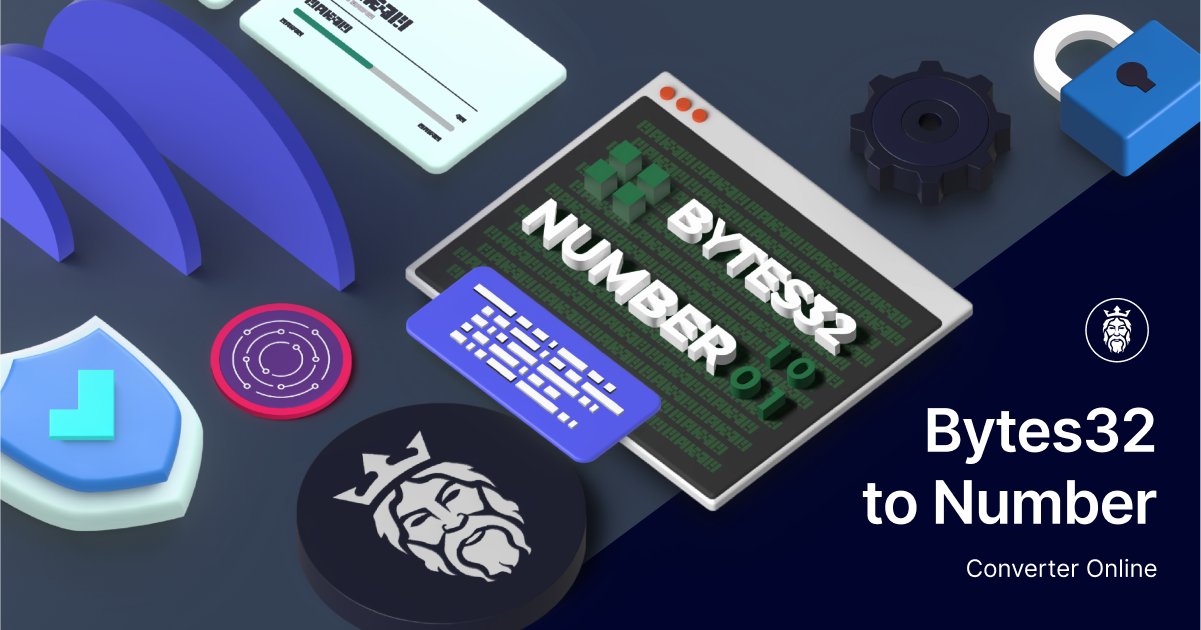 BYTES32
NUMBER
10
01
Bytes32
to Number
Converter Online